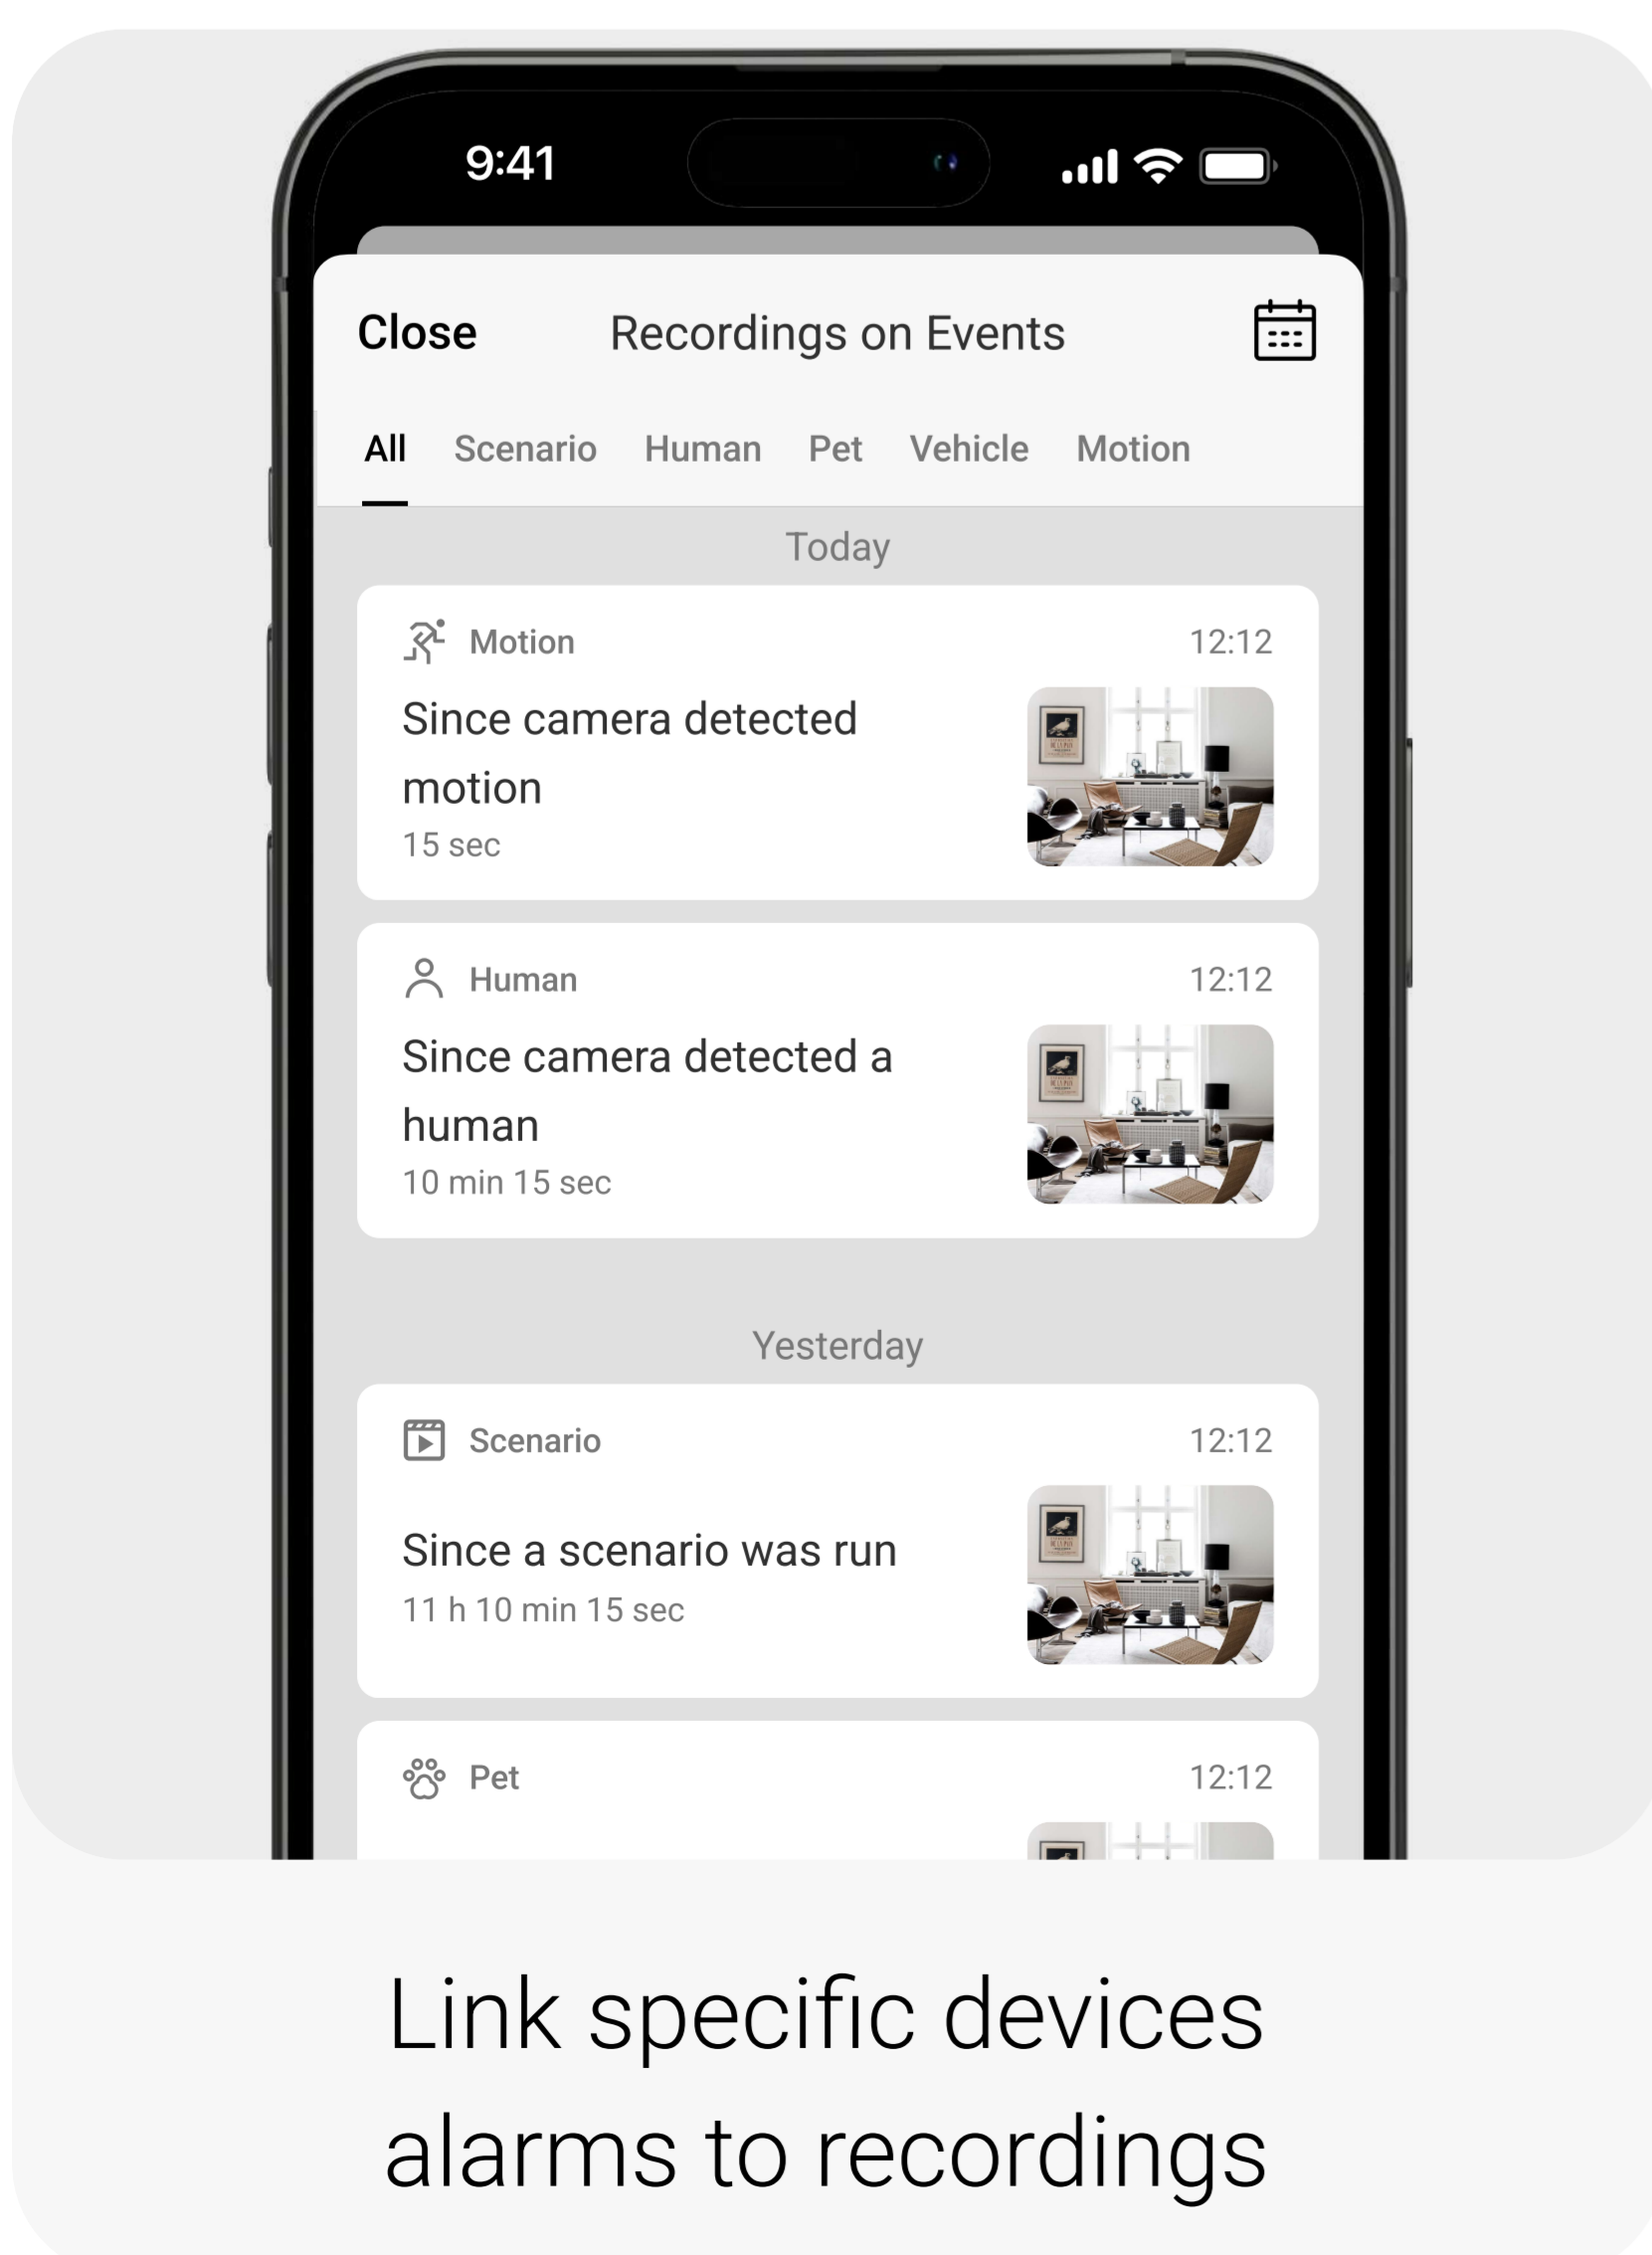 9:41
Close Recordings on Events
All Scenario Human Pet Vehicle Motion
Today
Motion 12:12
Since camera detected
motion
15 sec
Human 12:12
Since camera detected a
human
10 min 15 sec
Yesterday
Scenario 12:12
Since a scenario was run
11 h 10 min 15 sec
Pet 12:12
Link specific devices
alarms to recordings